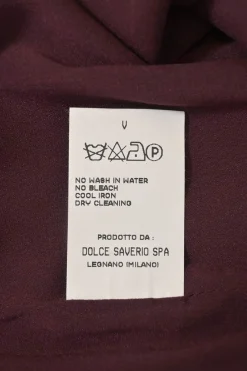 V
P
NO WASH IN WATER
NO BLEACH
COOL IRON
DRY CLEANING
PRODOTTO DA :
DOLCE SAVERIO SPA
LEGNANO (MILANO)